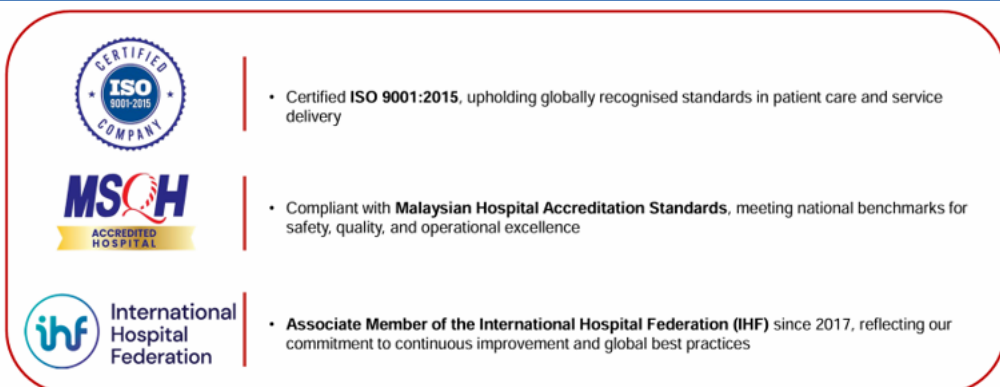 CERTIFIED
ISO
9001-2015
COMPANY
• Certified ISO 9001:2015, upholding globally recognised standards in patient care and service
delivery
MSQH
ACCREDITED
HOSPITAL
• Compliant with Malaysian Hospital Accreditation Standards, meeting national benchmarks for
safety, quality, and operational excellence
ihf
International
Hospital
Federation
• Associate Member of the International Hospital Federation (IHF) since 2017, reflecting our
commitment to continuous improvement and global best practices